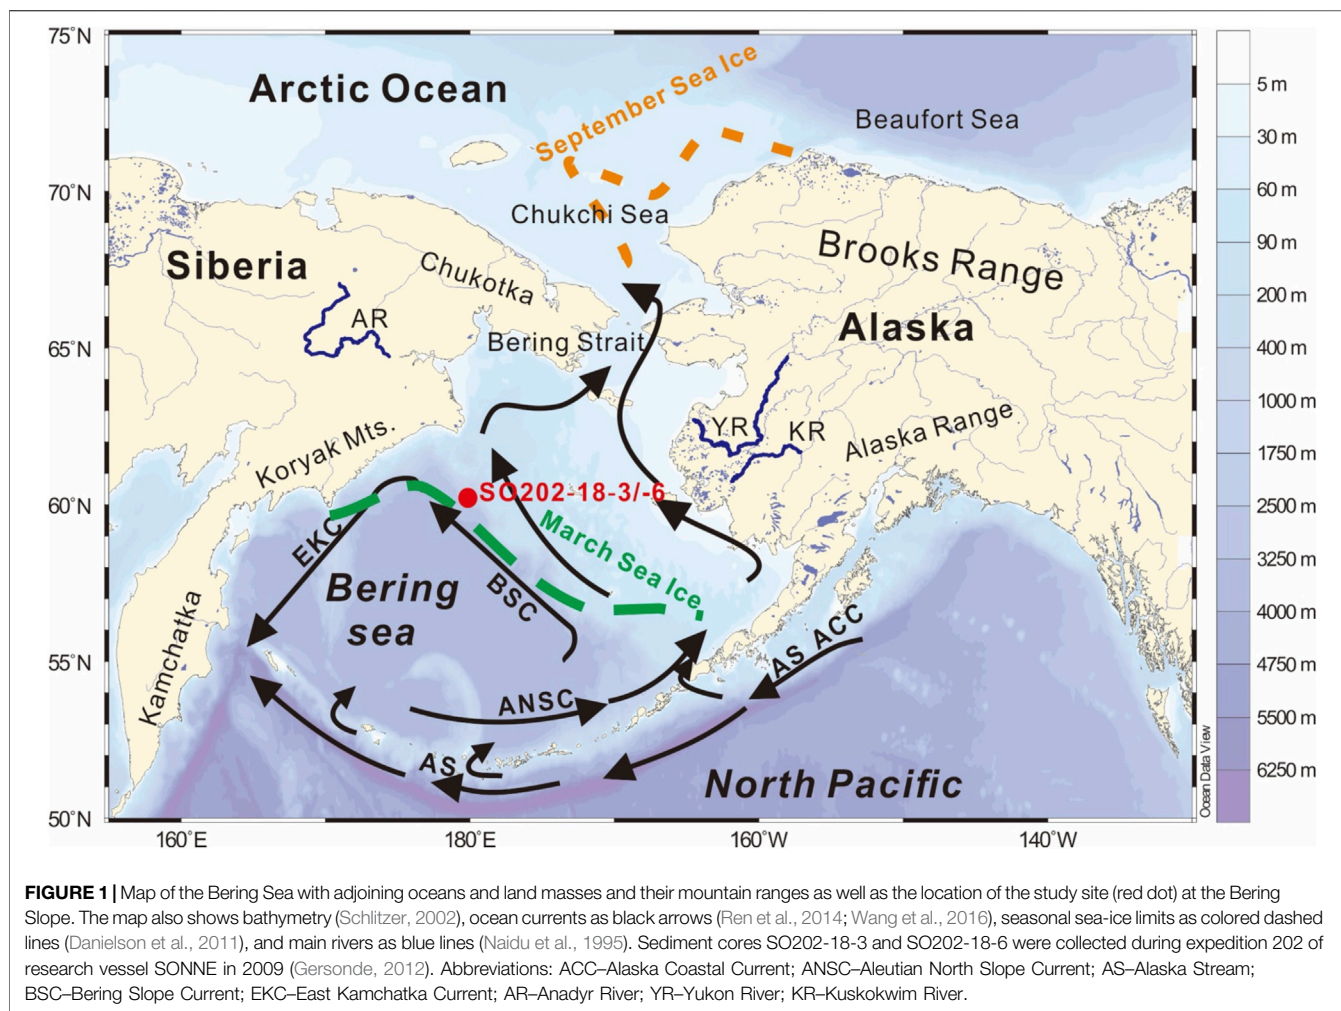 75°N
70°N
65°N
60°N
55°N
50°N
160°E
180°E
160°W
140°W
Arctic Ocean
September Sea Ice
Beaufort Sea
Chukchi Sea
Siberia
Chukotka
Brooks Range
AR
Bering Strait
Alaska
Koryak Mts.
YR
KR
Alaska Range
SO202-18-3/-6
March Sea Ice
EKC
BSC
Bering
sea
Kamchatka
AS ACC
ANSC
AS
North Pacific
Ocean Data View
5 m
30 m
60 m
90 m
200 m
400 m
1000 m
1750 m
2500 m
3250 m
4000 m
4750 m
5500 m
6250 m
FIGURE 1 | Map of the Bering Sea with adjoining oceans and land masses and their mountain ranges as well as the location of the study site (red dot) at the Bering
Slope. The map also shows bathymetry (Schlitzer, 2002), ocean currents as black arrows (Ren et al., 2014; Wang et al., 2016), seasonal sea-ice limits as colored dashed
lines (Danielson et al., 2011), and main rivers as blue lines (Naidu et al., 1995). Sediment cores SO202-18-3 and SO202-18-6 were collected during expedition 202 of
research vessel SONNE in 2009 (Gersonde, 2012). Abbreviations: ACC–Alaska Coastal Current; ANSC–Aleutian North Slope Current; AS–Alaska Stream;
BSC–Bering Slope Current; EKC–East Kamchatka Current; AR–Anadyr River; YR–Yukon River; KR–Kuskokwim River.